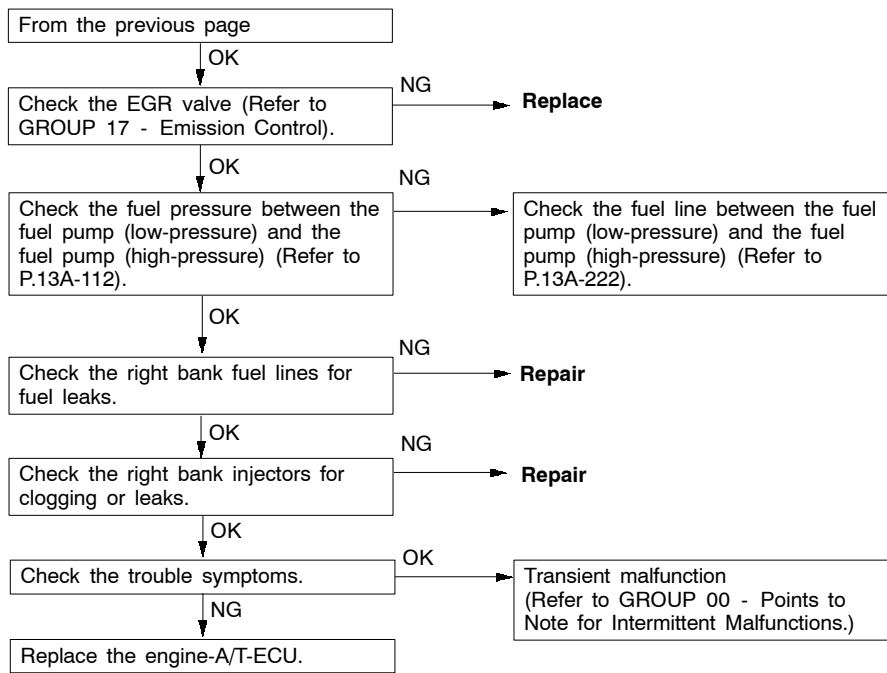 From the previous page
OK
Check the EGR valve (Refer to
GROUP 17 - Emission Control).
NG
Replace
OK
Check the fuel pressure between the
fuel pump (low-pressure) and the
fuel pump (high-pressure) (Refer to
P.13A-112).
NG
Check the fuel line between the fuel
pump (low-pressure) and the fuel
pump (high-pressure) (Refer to
P.13A-222).
OK
Check the right bank fuel lines for
fuel leaks.
NG
Repair
OK
Check the right bank injectors for
clogging or leaks.
NG
Repair
OK
Check the trouble symptoms.
OK
Transient malfunction
(Refer to GROUP 00 - Points to
Note for Intermittent Malfunctions.)
NG
Replace the engine-A/T-ECU.